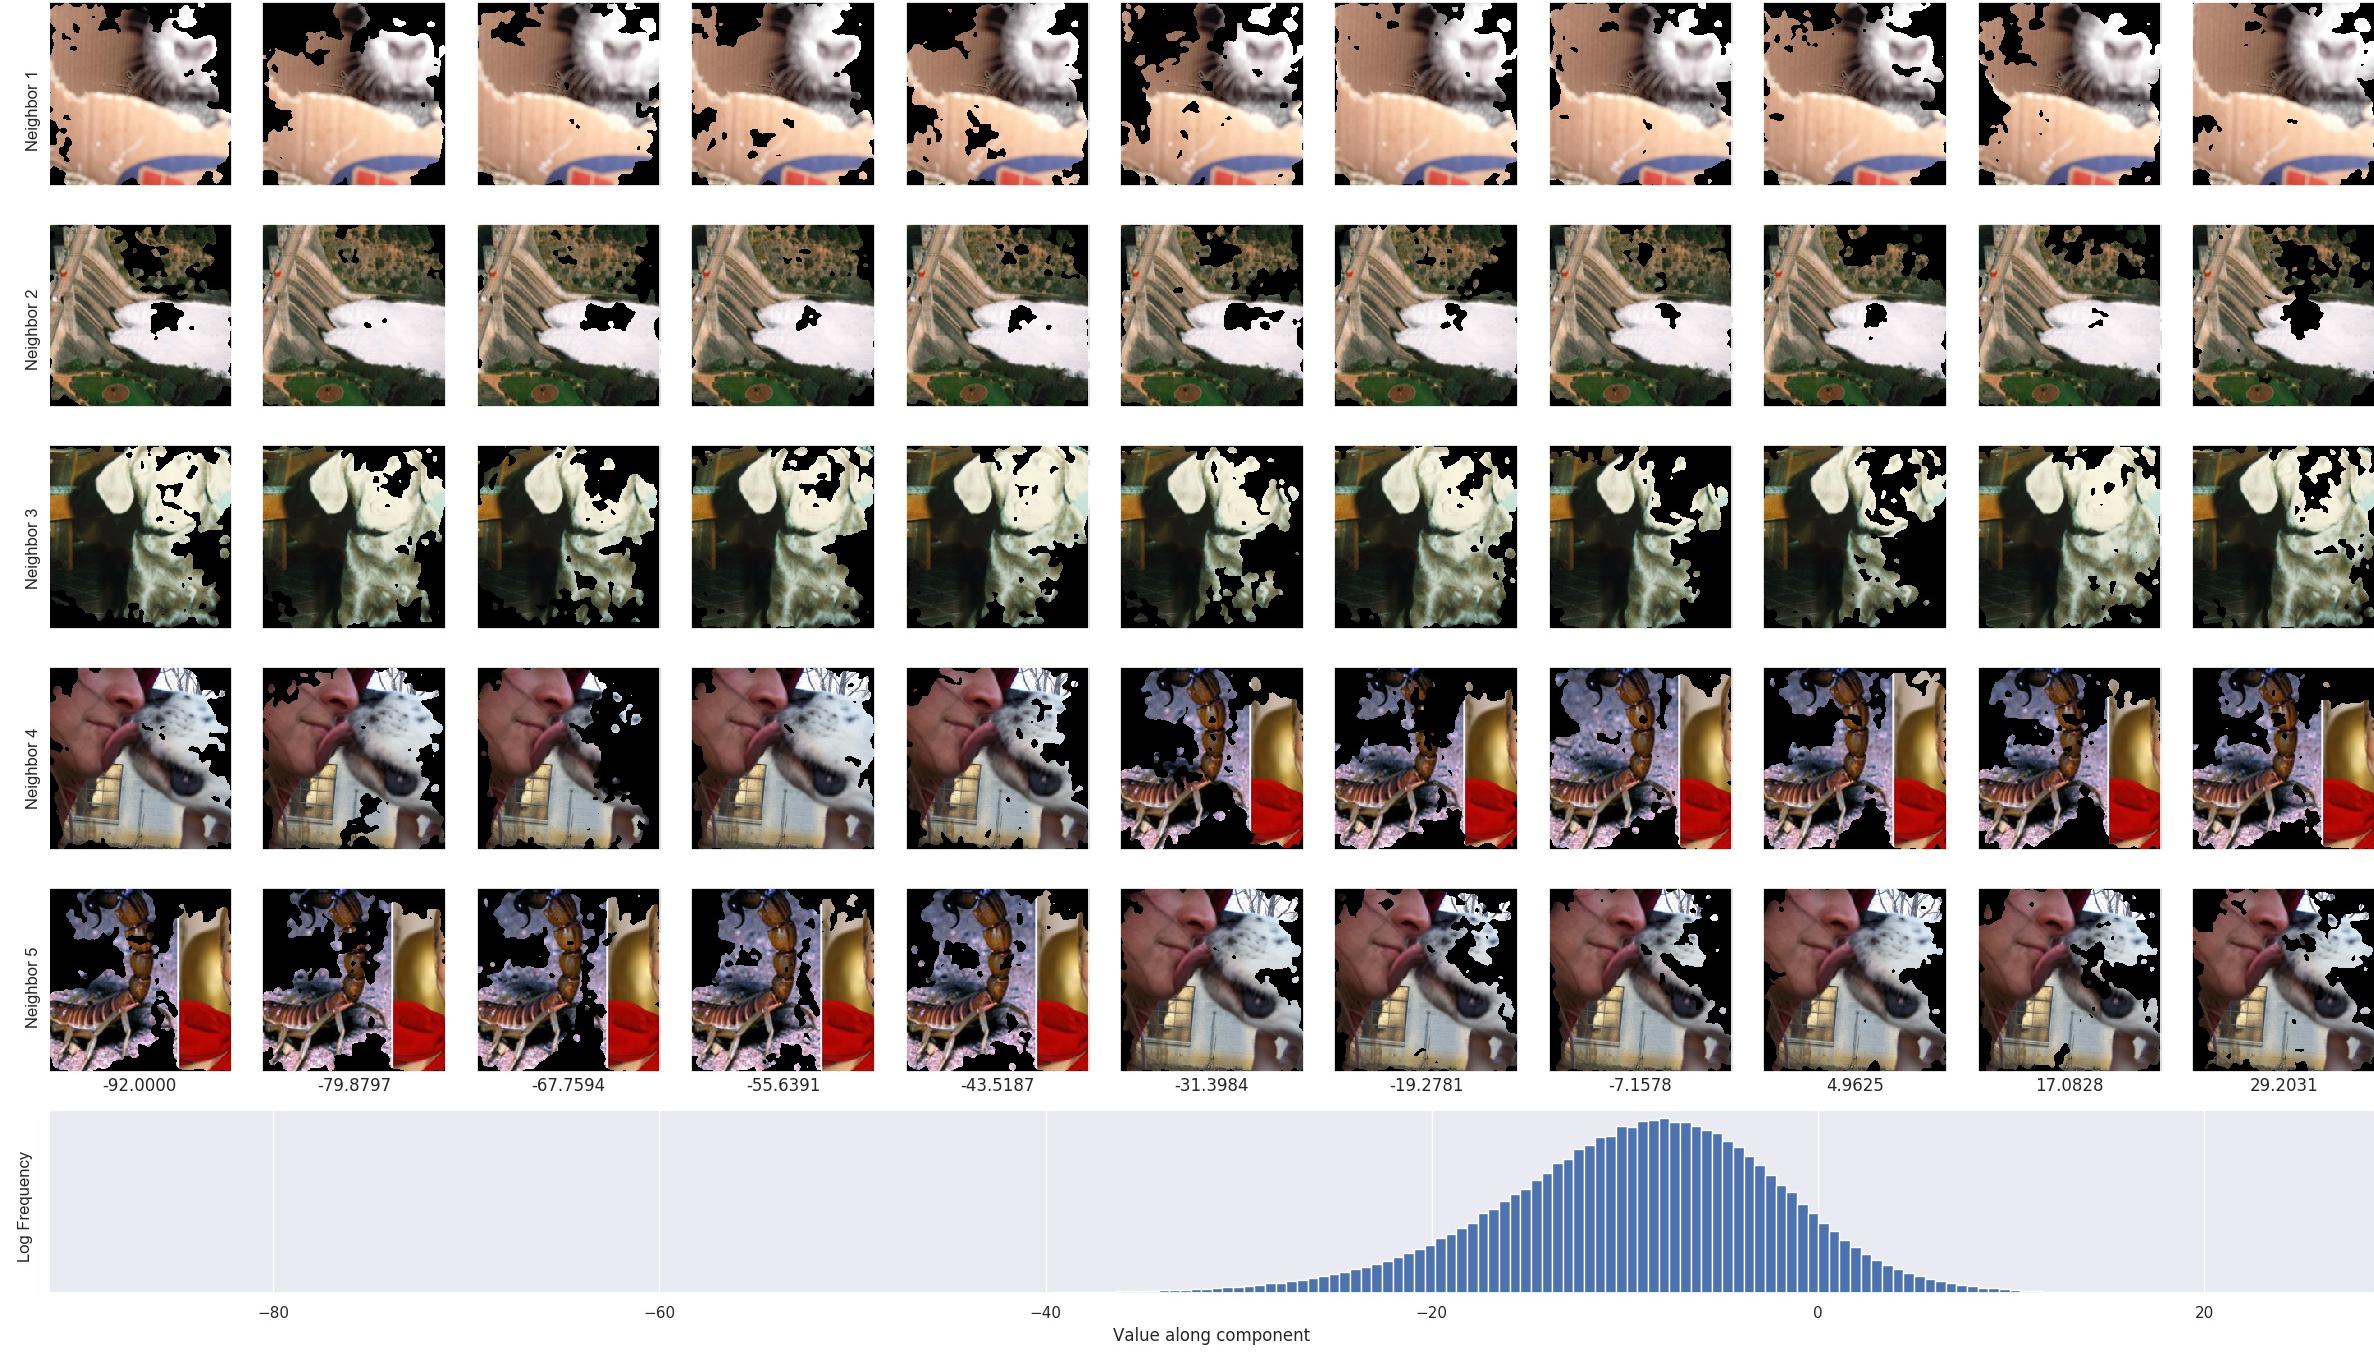 Neighbor 1
Neighbor 2
Neighbor 3
Neighbor 4
Neighbor 5
-92.0000 -79.8797 -67.7594 -55.6391 -43.5187 -31.3984 -19.2781 -7.1578 4.9625 17.0828 29.2031
Log Frequency
−80 −60 −40 −20 0 20
Value along component